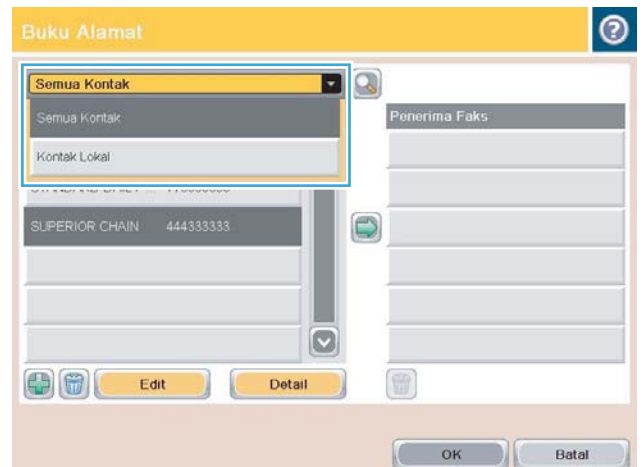 Buku Alamat
Semua Kontak
Semua Kontak
Kontak Lokal
Penerima Faks
SUPERIOR CHAIN 444333333
Edit
Detail
OK
Batal